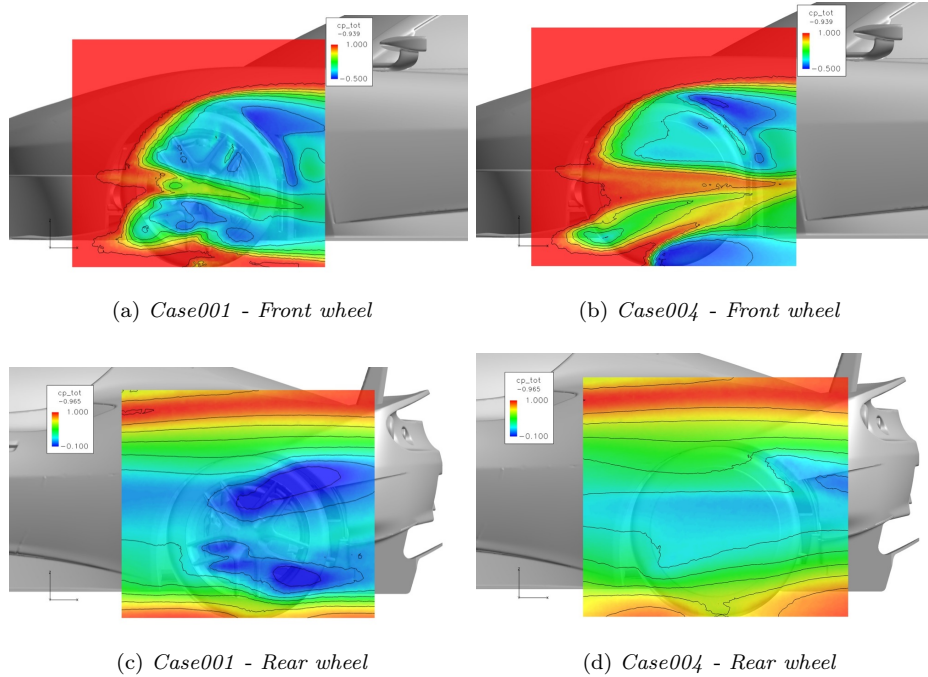 cp_tot
-0.939
1.000
-0.500
cp_tot
-0.939
1.000
-0.500
(a) Case001 - Front wheel
(b) Case004 - Front wheel
cp_tot
-0.965
1.000
-0.100
cp_tot
-0.965
1.000
-0.100
(c) Case001 - Rear wheel
(d) Case004 - Rear wheel